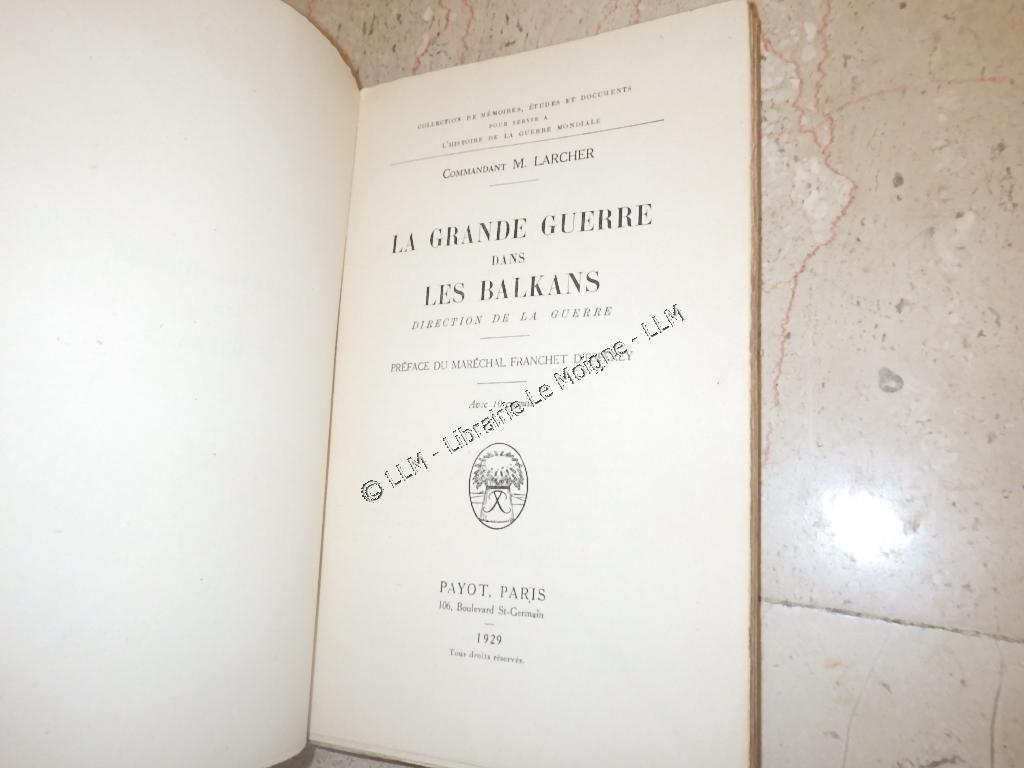 COLLECTION DE MÉMOIRES, ÉTUDES ET DOCUMENTS
POUR SERVIR A
L'HISTOIRE DE LA GUERRE MONDIALE
COMMANDANT M. LARCHER
LA GRANDE GUERRE
DANS
LES BALKANS
DIRECTION DE LA GUERRE
PRÉFACE DU MARÉCHAL FRANCHET D'ESPEREY
Avec 10
© LLM - Librairie Le Moigne - LLM
PAYOT, PARIS
106, Boulevard St-Germain
1929
Tous droits réservés.